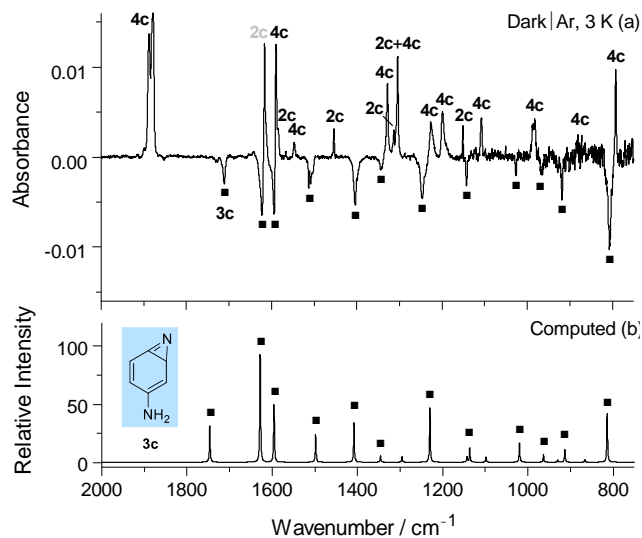 Dark | Ar, 3 K (a)
4c
2c 4c
2c+4c
4c
2c
4c
2c
4c
2c
4c
4c
2c
4c
4c
4c
4c
3c
0.01
0.00
-0.01
Absorbance
Computed (b)
N
NH2
3c
100
50
0
Relative Intensity
2000 1800 1600 1400 1200 1000 800
Wavenumber / cm⁻¹